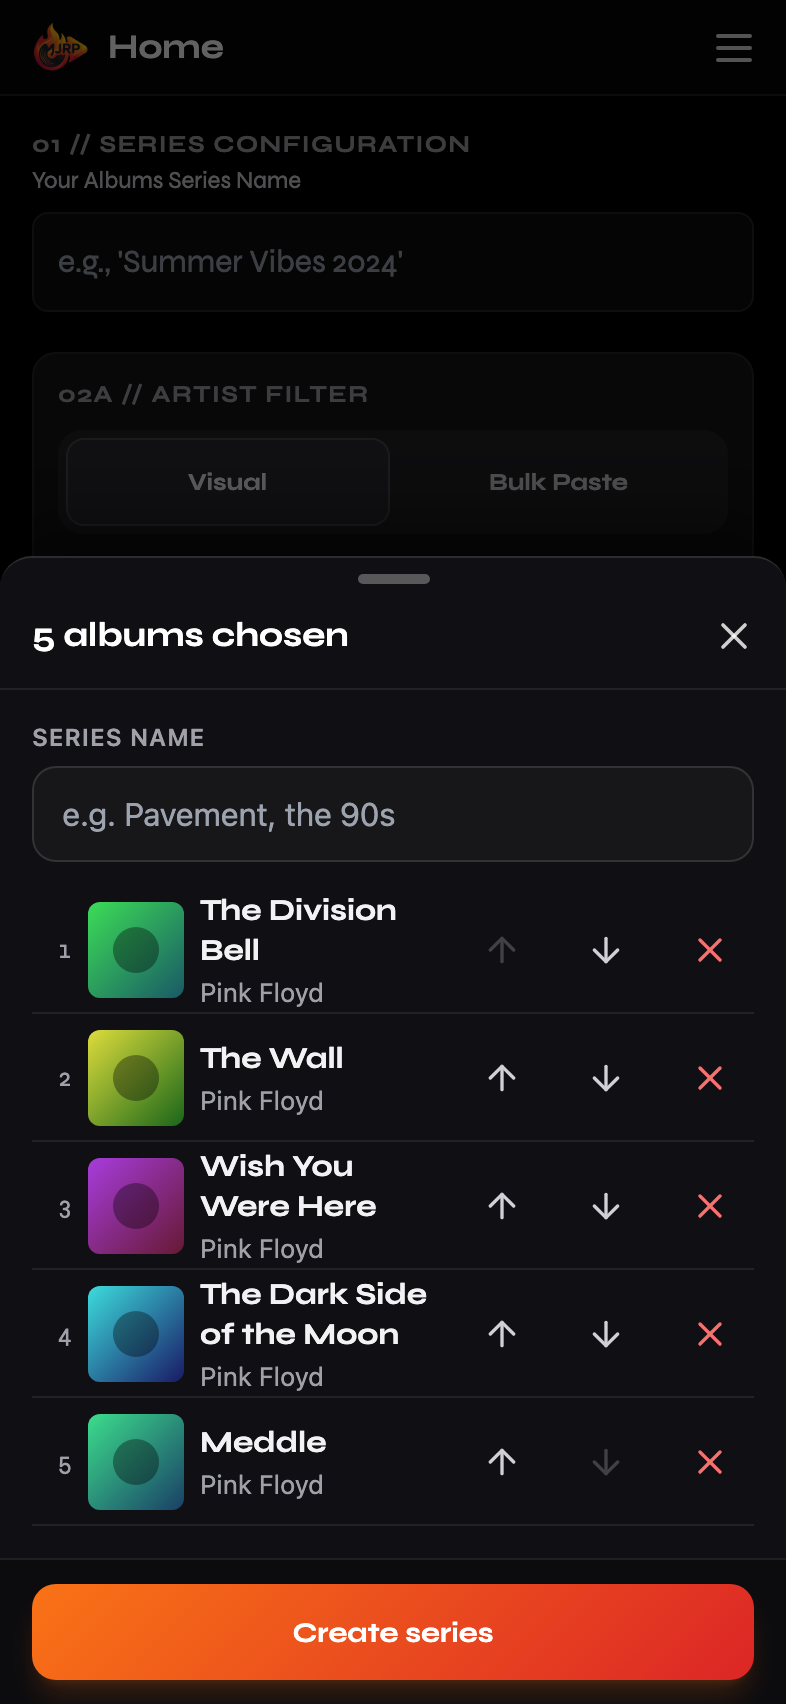 MJRP
Home
01 // SERIES CONFIGURATION
Your Albums Series Name
e.g., 'Summer Vibes 2024'
02A // ARTIST FILTER
Visual
Bulk Paste
5 albums chosen
SERIES NAME
e.g. Pavement, the 90s
1
The Division
Bell
Pink Floyd
2
The Wall
Pink Floyd
3
Wish You
Were Here
Pink Floyd
4
The Dark Side
of the Moon
Pink Floyd
5
Meddle
Pink Floyd
Create series